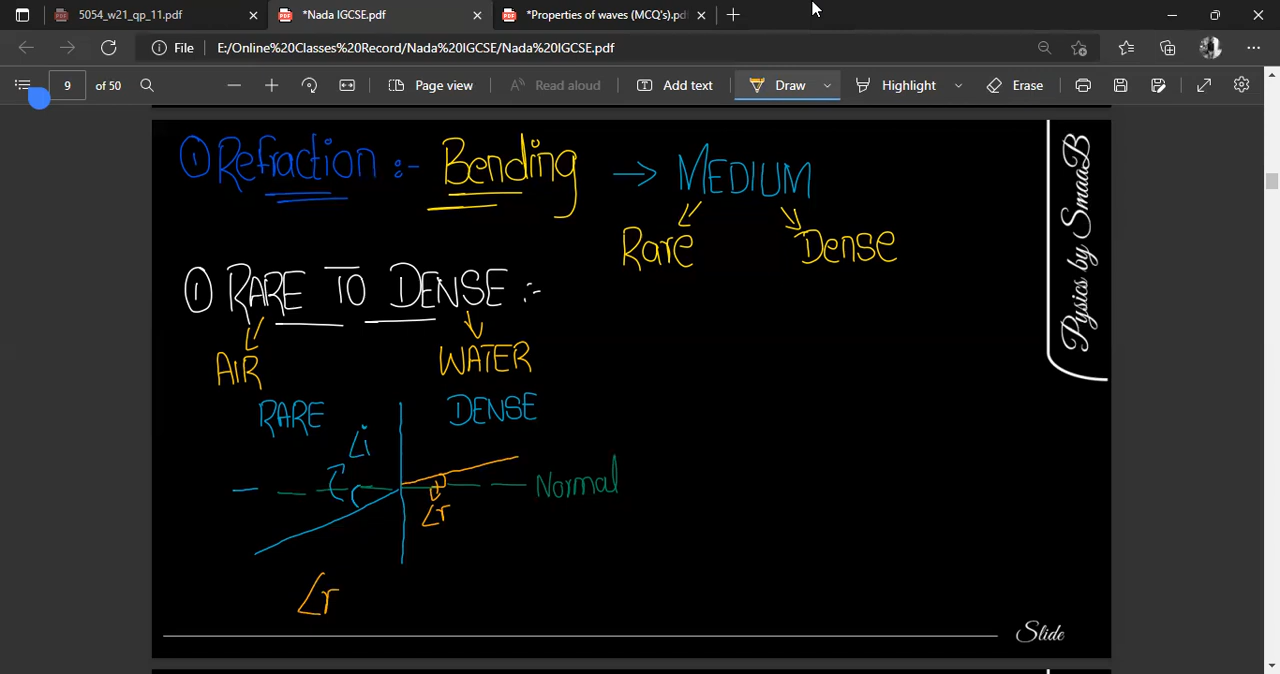 5054_w21_qp_11.pdf
*Nada IGCSE.pdf
*Properties of waves (MCQ's).pd
File
E:/Online%20Classes%20Record/Nada%20IGCSE/Nada%20IGCSE.pdf
9 of 50
Page view
Read aloud
Add text
Draw
Highlight
Erase
① Refraction :- Bending → MEDIUM
Rare Dense
① RARE TO DENSE :-
AIR WATER
RARE DENSE
∠i
Normal
∠r
∠r
Pysics by SmaaB
Slide